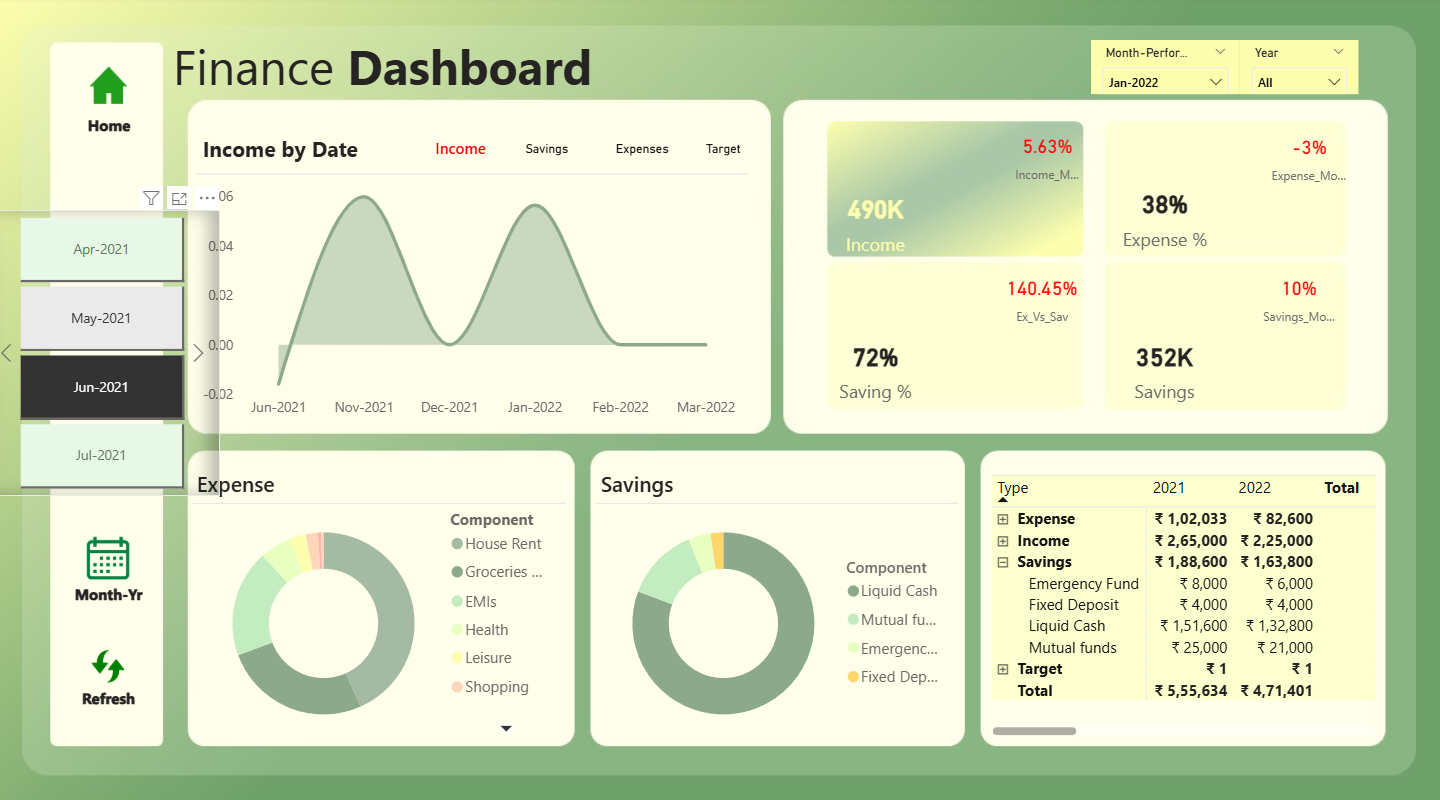 Finance Dashboard
Month-Perfor...
Year
Jan-2022
All
Home
Apr-2021
May-2021
Jun-2021
Jul-2021
Month-Yr
Refresh
Income by Date
Income
Savings
Expenses
Target
06
0.04
0.02
0.00
-0.02
Jun-2021
Nov-2021
Dec-2021
Jan-2022
Feb-2022
Mar-2022
5.63%
Income_M...
490K
Income
-3%
Expense_Mo...
38%
Expense %
140.45%
Ex_Vs_Sav
72%
Saving %
10%
Savings_Mo...
352K
Savings
Expense
Component
House Rent
Groceries ...
EMIs
Health
Leisure
Shopping
Savings
Component
Liquid Cash
Mutual fu...
Emergenc...
Fixed Dep...
Type 2021 2022 Total
Expense ₹ 1,02,033 ₹ 82,600
Income ₹ 2,65,000 ₹ 2,25,000
Savings ₹ 1,88,600 ₹ 1,63,800
Emergency Fund ₹ 8,000 ₹ 6,000
Fixed Deposit ₹ 4,000 ₹ 4,000
Liquid Cash ₹ 1,51,600 ₹ 1,32,800
Mutual funds ₹ 25,000 ₹ 21,000
Target ₹ 1 ₹ 1
Total ₹ 5,55,634 ₹ 4,71,401